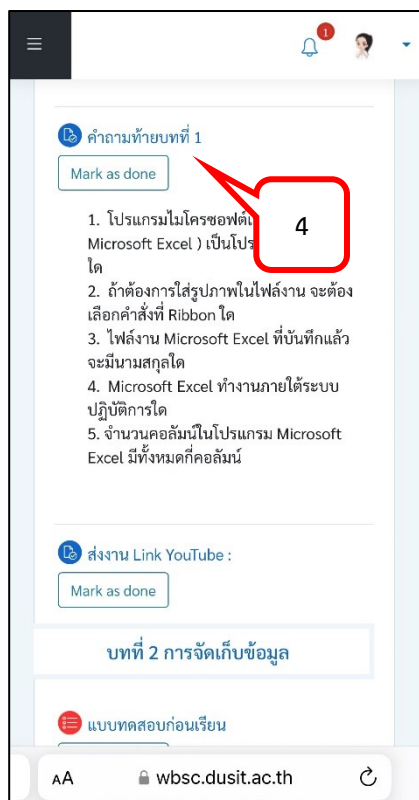 1
คำถามท้ายบทที่ 1
Mark as done
4
1. โปรแกรมไมโครซอฟต์เ
Microsoft Excel ) เป็นโปร
ใด
2. ถ้าต้องการใส่รูปภาพในไฟล์งาน จะต้อง
เลือกคำสั่งที่ Ribbon ใด
3. ไฟล์งาน Microsoft Excel ที่บันทึกแล้ว
จะมีนามสกุลใด
4. Microsoft Excel ทำงานภายใต้ระบบ
ปฏิบัติการใด
5. จำนวนคอลัมน์ในโปรแกรม Microsoft
Excel มีทั้งหมดกี่คอลัมน์
ส่งงาน Link YouTube :
Mark as done
บทที่ 2 การจัดเก็บข้อมูล
แบบทดสอบก่อนเรียน
AA wbsc.dusit.ac.th